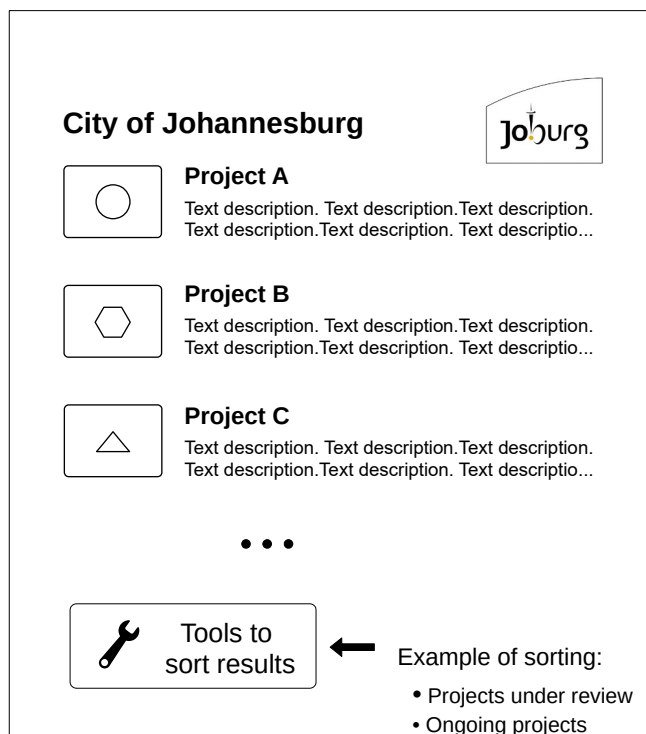 City of Johannesburg
Joburg
Project A
Text description. Text description.Text description.
Text description.Text description. Text descriptio...
Project B
Text description. Text description.Text description.
Text description.Text description. Text descriptio...
Project C
Text description. Text description.Text description.
Text description.Text description. Text descriptio...
• • •
Tools to
sort results
Example of sorting:
• Projects under review
• Ongoing projects